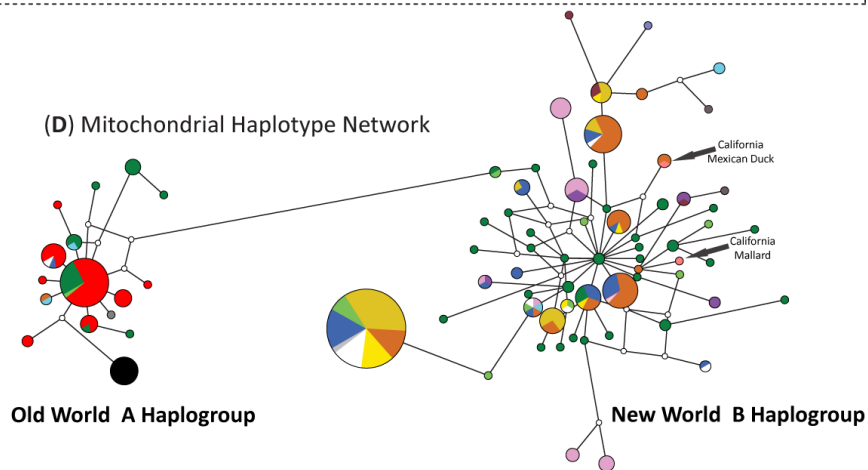 (D) Mitochondrial Haplotype Network
California
Mexican Duck
California
Mallard
Old World A Haplogroup
New World B Haplogroup